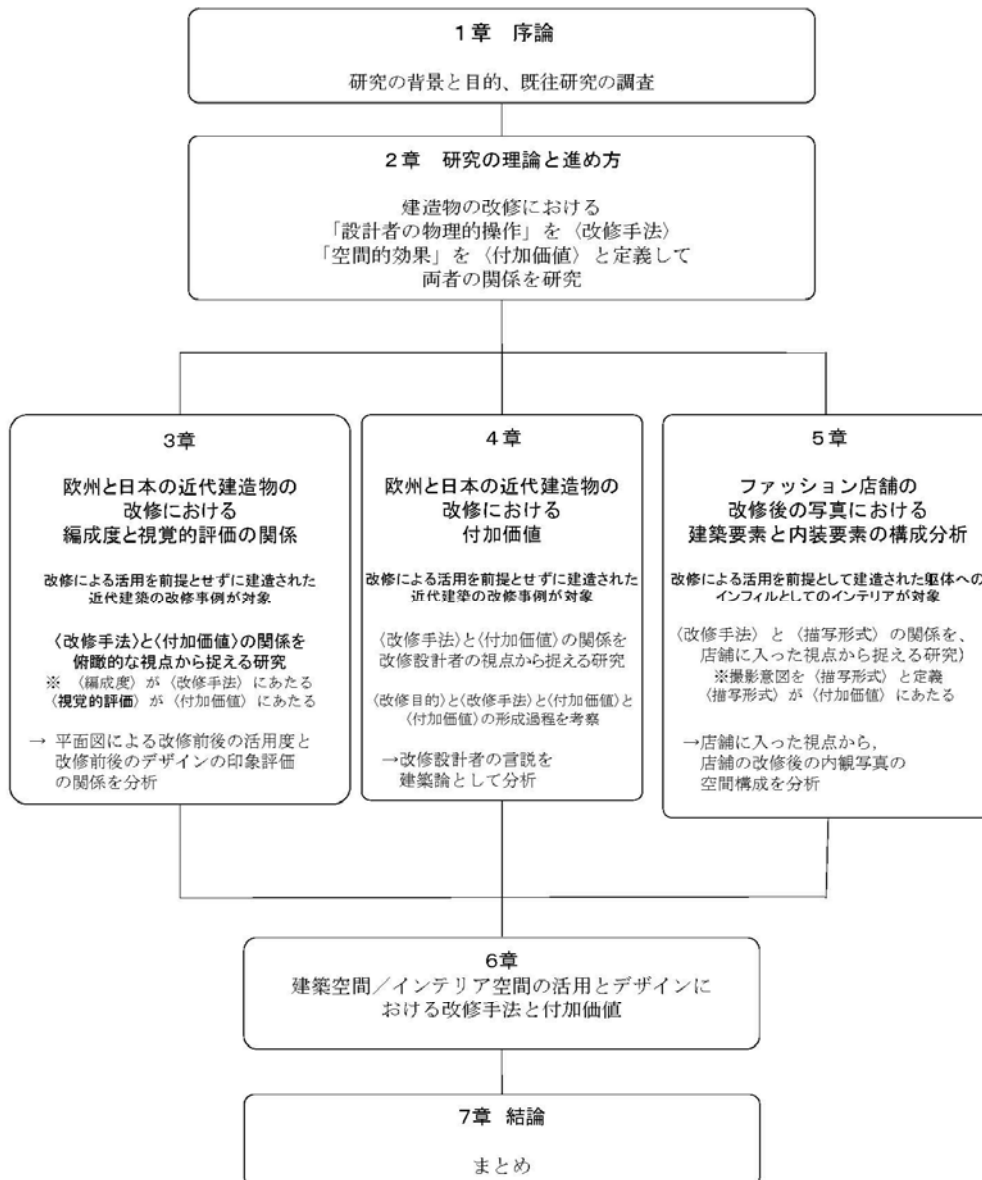 1章 序論
研究の背景と目的、既往研究の調査
2章 研究の理論と進め方
建造物の改修における
「設計者の物理的操作」を〈改修手法〉
「空間的効果」を〈付加価値〉と定義して
両者の関係を研究
3章
欧州と日本の近代建造物の
改修における
編成度と視覚的評価の関係
改修による活用を前提とせずに建造された
近代建築の改修事例が対象
〈改修手法〉と〈付加価値〉の関係を
俯瞰的な視点から捉える研究
※ 〈編成度〉が〈改修手法〉にあたる
〈視覚的評価〉が〈付加価値〉にあたる
→ 平面図による改修前後の活用度と
改修前後のデザインの印象評価
の関係を分析
4章
欧州と日本の近代建造物の
改修における
付加価値
改修による活用を前提とせずに建造された
近代建築の改修事例が対象
〈改修手法〉と〈付加価値〉の関係を
改修設計者の視点から捉える研究
〈改修目的〉と〈改修手法〉と〈付加価値〉と
〈付加価値〉の形成過程を考察
→改修設計者の言説を
建築論として分析
5章
ファッション店舗の
改修後の写真における
建築要素と内装要素の構成分析
改修による活用を前提として建造された躯体への
インフィルとしてのインテリアが対象
〈改修手法〉と〈描写形式〉の関係を、
店舗に入った視点から捉える研究)
※撮影意図を〈描写形式〉と定義
〈描写形式〉が〈付加価値〉にあたる
→店舗に入った視点から,
店舗の改修後の内観写真の
空間構成を分析
6章
建築空間／インテリア空間の活用とデザインに
おける改修手法と付加価値
7章 結論
まとめ